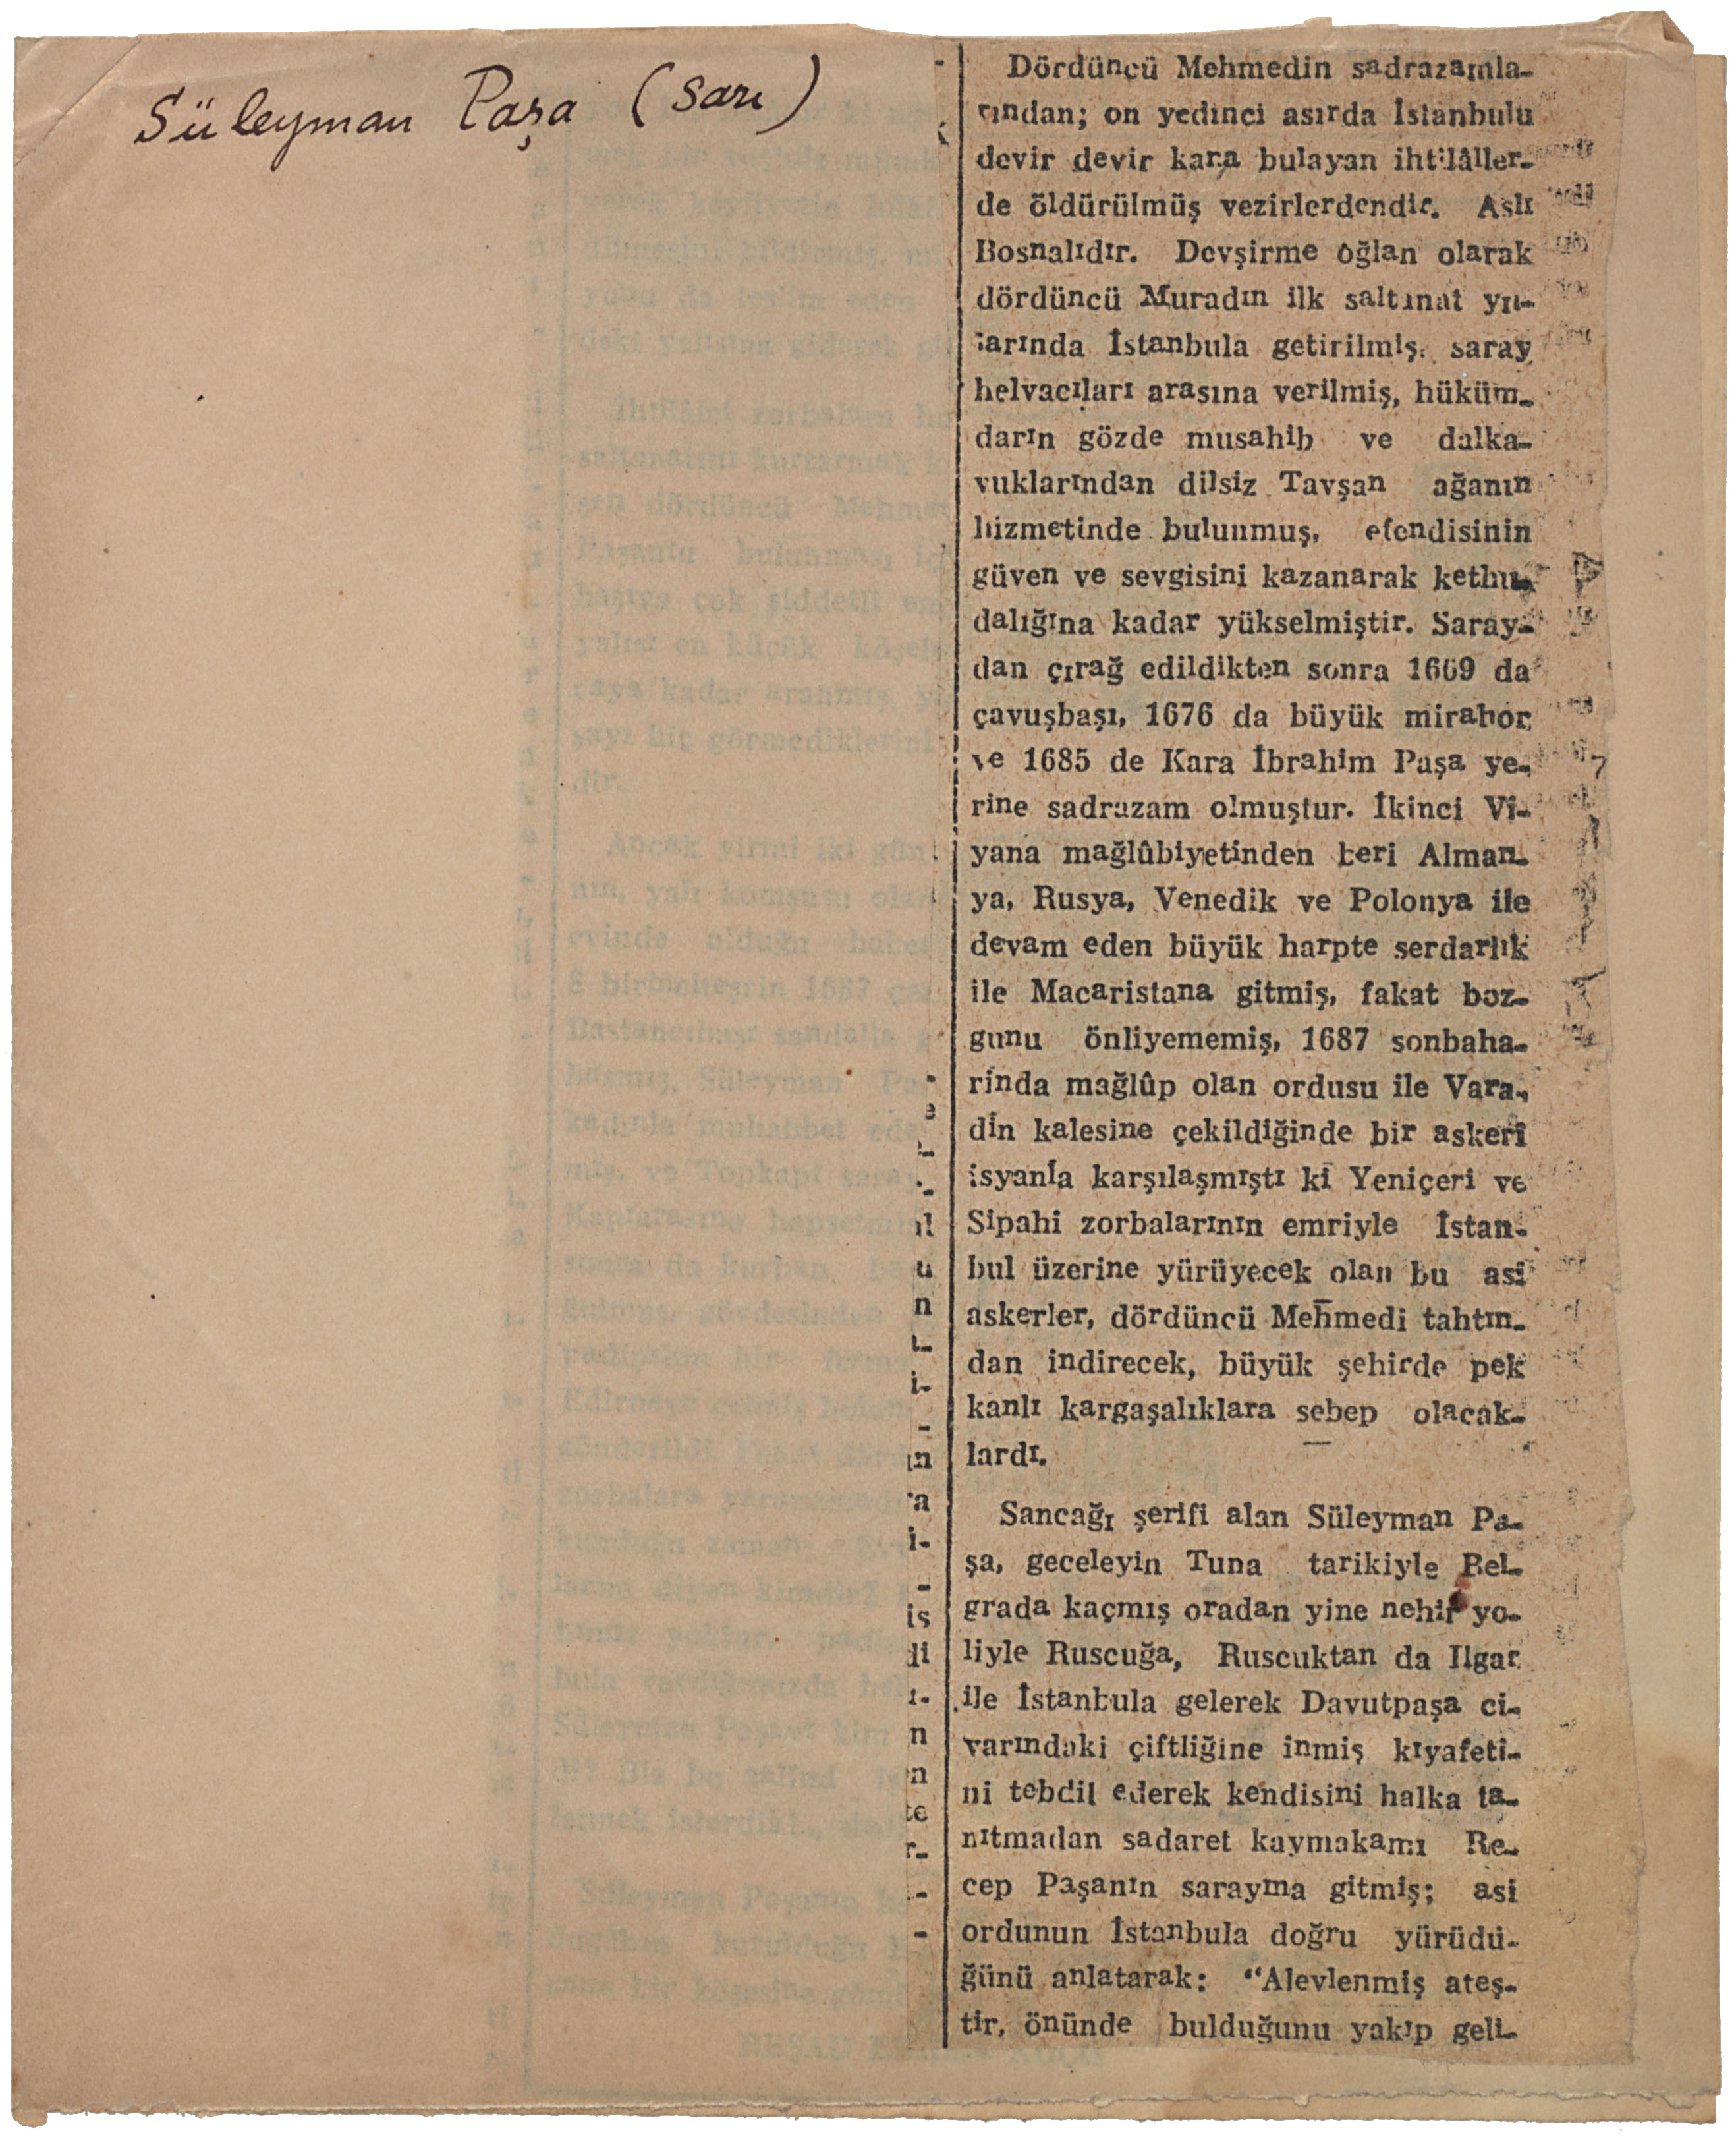 Süleyman Paşa (Sarı)
Dördüncü Mehmedin sadrazamla-
rından; on yedinci asırda İstanbulu
devir devir kana bulayan ihtilâller-
de öldürülmüş vezirlerdendir. Aslı
Bosnalıdır. Devşirme oğlan olarak
dördüncü Muradın ilk saltanat yıl-
larında İstanbula getirilmiş, saray
helvacıları arasına verilmiş, hüküm-
darın gözde musahib ve dalka-
vuklarından dilsiz Tavşan ağanın
hizmetinde bulunmuş, efendisinin
güven ve sevgisini kazanarak kethu-
dalığına kadar yükselmiştir. Saray-
dan çırağ edildikten sonra 1669 da
çavuşbaşı, 1676 da büyük mirahor
ve 1685 de Kara İbrahim Paşa ye-
rine sadrazam olmuştur. İkinci Vi-
yana mağlûbiyetinden beri Alman-
ya, Rusya, Venedik ve Polonya ile
devam eden büyük harpte serdarlık
ile Macaristana gitmiş, fakat boz-
gunu önliyememiş, 1687 sonbaha-
rinda mağlûp olan ordusu ile Vara-
din kalesine çekildiğinde bir askerî
isyanla karşılaşmıştı ki Yeniçeri ve
Sipahi zorbalarının emriyle İstan-
bul üzerine yürüyecek olan bu asi
askerler, dördüncü Mehmedi tahtın-
dan indirecek, büyük şehirde pek
kanlı kargaşalıklara sebep olacak-
lardı.
Sancağı şerifi alan Süleyman Pa-
şa, geceleyin Tuna tarikiyle Bel-
grada kaçmış oradan yine nehir yo-
liyle Ruscuğa, Ruscuktan da Ilgar
ile İstanbula gelerek Davutpaşa ci-
varındaki çiftliğine inmiş kıyafeti-
ni tebdil ederek kendisini halka ta-
nıtmadan sadaret kaymakamı Re-
cep Paşanın sarayına gitmiş; asi
ordunun İstanbula doğru yürüdü-
ğünü anlatarak: "Alevlenmiş ateş-
tir, önünde bulduğunu yakıp geli-